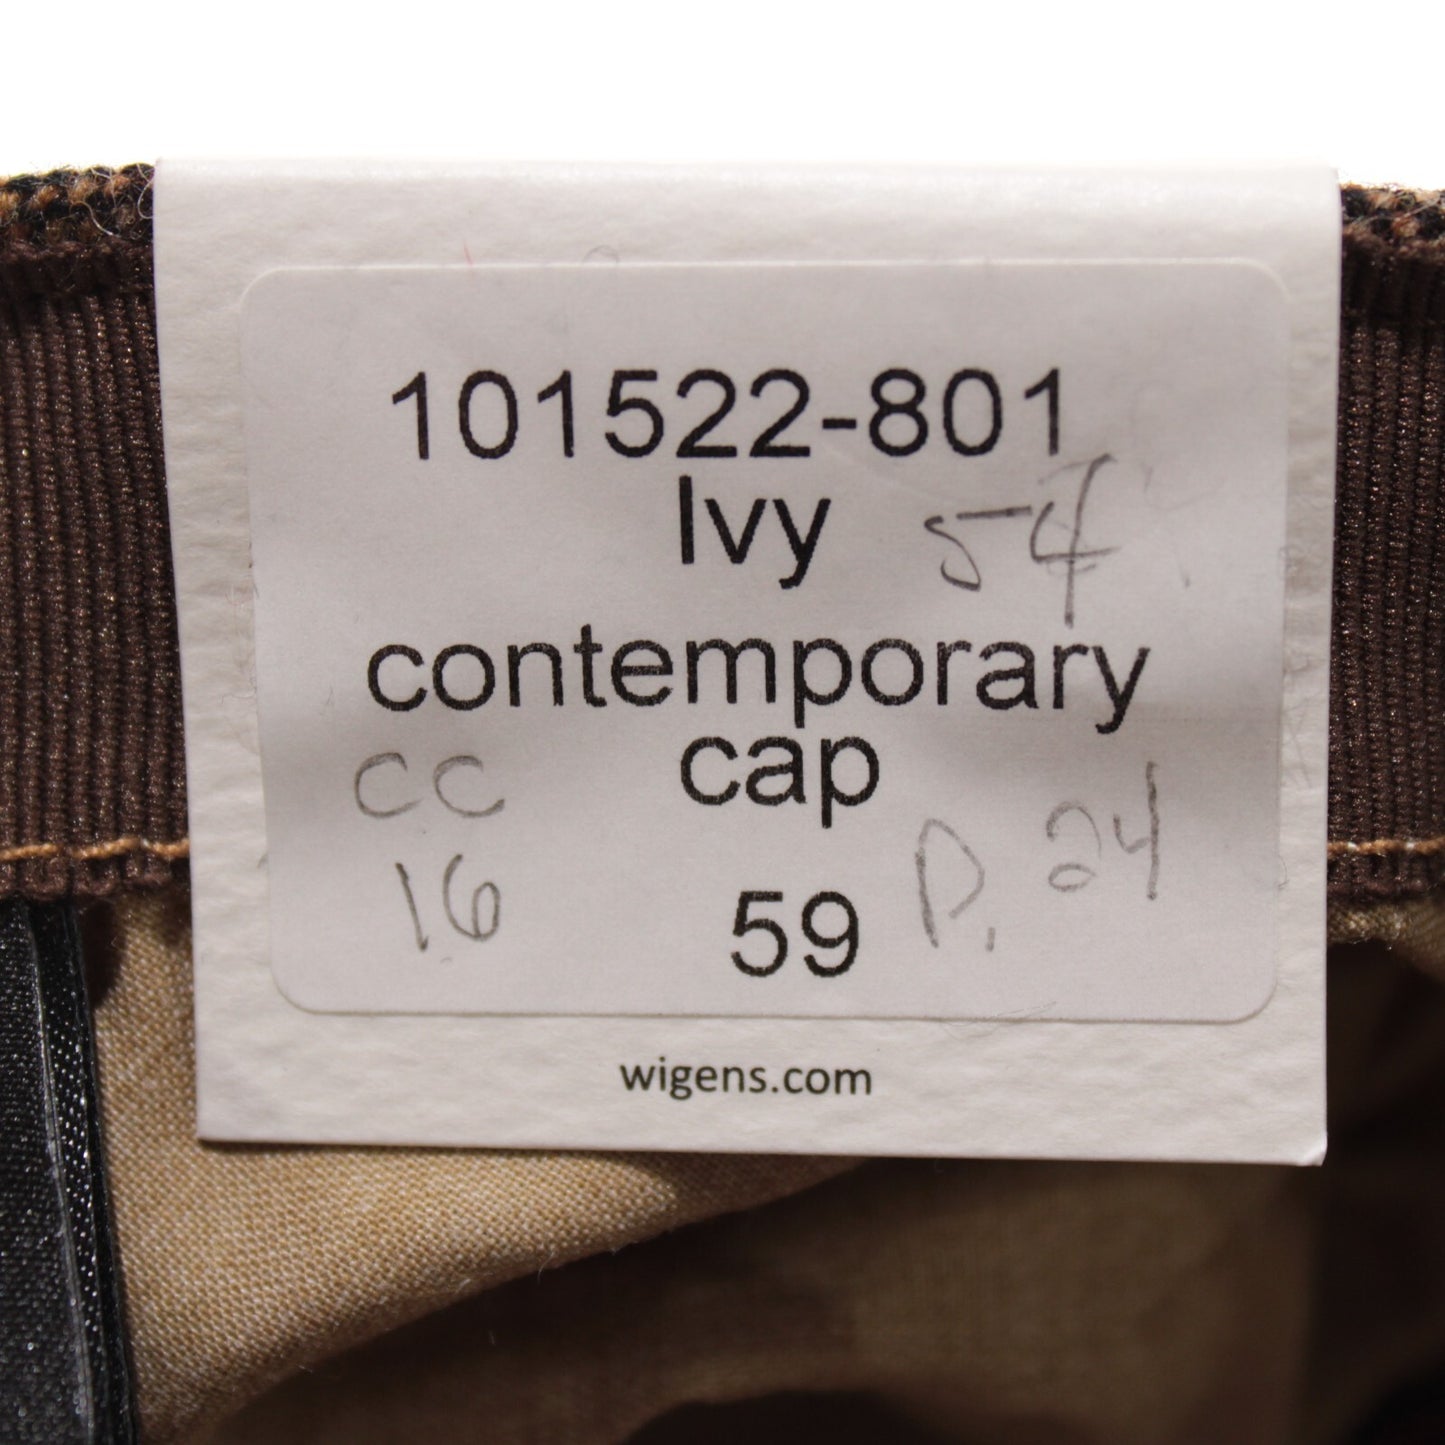 101522-801
Ivy 54
contemporary
cap
CC
16
59
P. 24
wigens.com